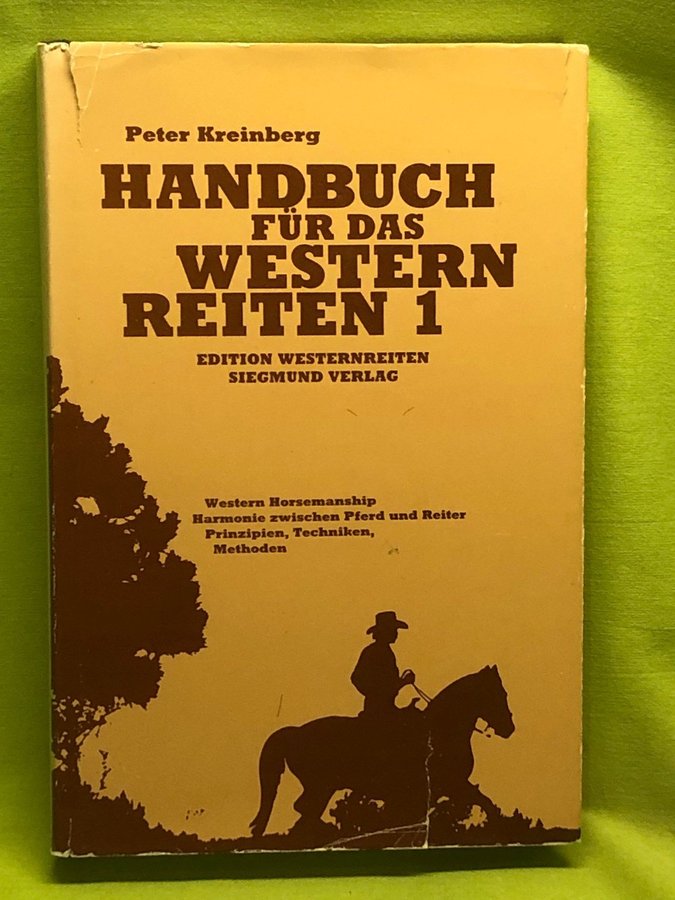 Peter Kreinberg
HANDBUCH
FÜR DAS
WESTERN
REITEN 1
EDITION WESTERNREITEN
SIEGMUND VERLAG
Western Horsemanship
Harmonie zwischen Pferd und Reiter
Prinzipien, Techniken,
Methoden